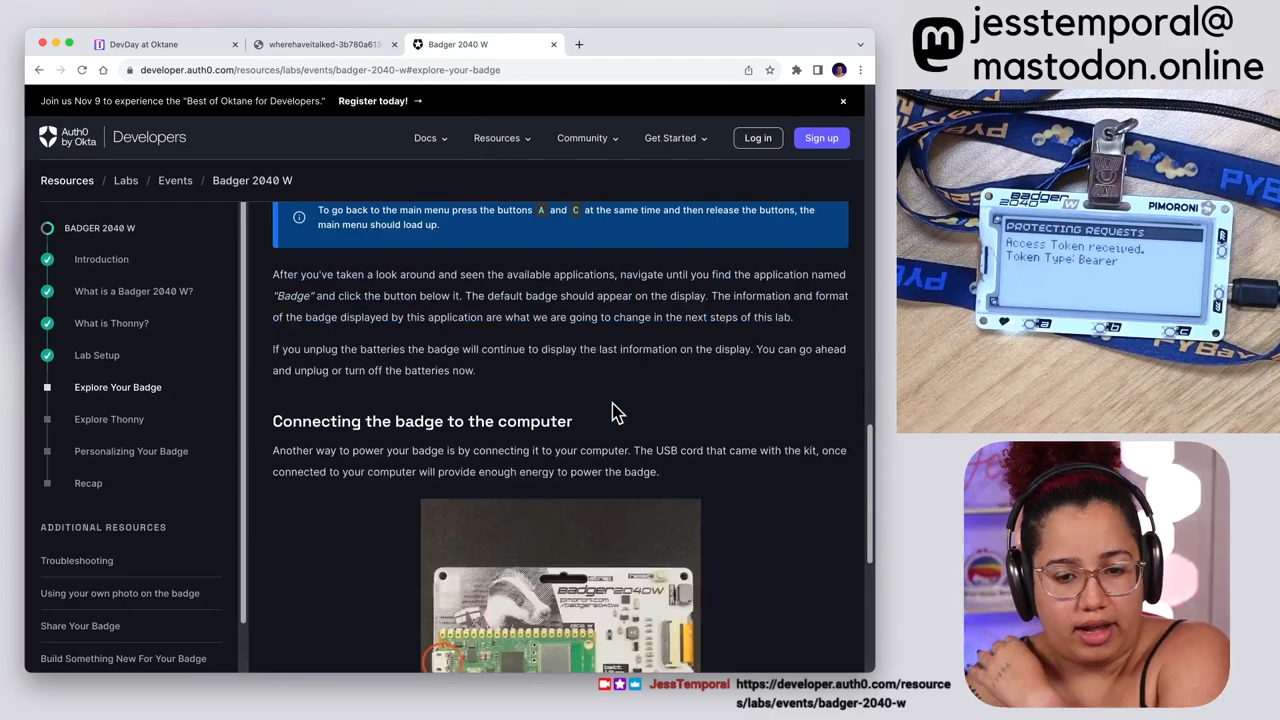 DevDay at Oktane
wherehaveitalked-3b780a613
Badger 2040 W
developer.auth0.com/resources/labs/events/badger-2040-w#explore-your-badge
Join us Nov 9 to experience the "Best of Oktane for Developers." Register today! →
Auth0 by Okta
Developers
Docs
Resources
Community
Get Started
Log in
Sign up
Resources / Labs / Events / Badger 2040 W
BADGER 2040 W
Introduction
What is a Badger 2040 W?
What is Thonny?
Lab Setup
Explore Your Badge
Explore Thonny
Personalizing Your Badge
Recap
ADDITIONAL RESOURCES
Troubleshooting
Using your own photo on the badge
Share Your Badge
Build Something New For Your Badge
To go back to the main menu press the buttons A and C at the same time and then release the buttons, the
main menu should load up.
After you've taken a look around and seen the available applications, navigate until you find the application named
"Badge" and click the button below it. The default badge should appear on the display. The information and format
of the badge displayed by this application are what we are going to change in the next steps of this lab.
If you unplug the batteries the badge will continue to display the last information on the display. You can go ahead
and unplug or turn off the batteries now.
Connecting the badge to the computer
Another way to power your badge is by connecting it to your computer. The USB cord that came with the kit, once
connected to your computer will provide enough energy to power the badge.
badger2040w
jesstemporal@
mastodon.online
Badger
2040 W
PIMORONI
PROTECTING REQUESTS
Access Token received.
Token Type: Bearer
a
b
c
JessTemporal
https://developer.auth0.com/resource
s/labs/events/badger-2040-w